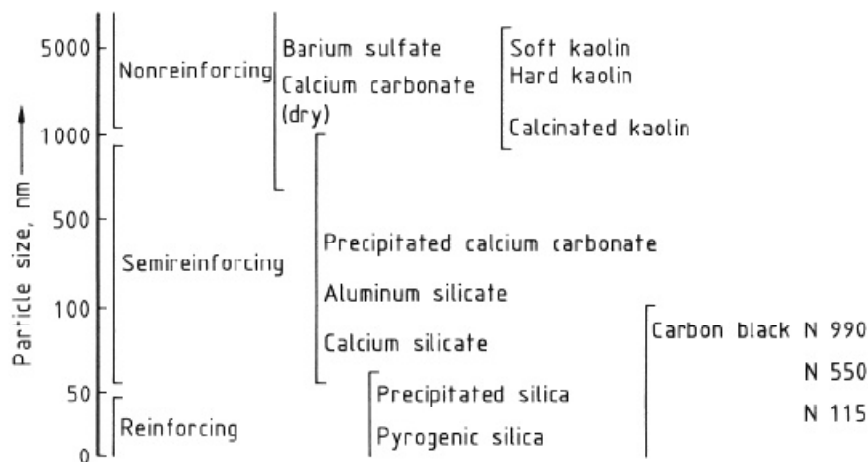 Particle size, nm
5000
1000
500
100
50
0
Nonreinforcing
Semireinforcing
Reinforcing
Barium sulfate
Calcium carbonate
(dry)
Soft kaolin
Hard kaolin
Calcinated kaolin
Precipitated calcium carbonate
Aluminum silicate
Calcium silicate
Precipitated silica
Pyrogenic silica
Carbon black N 990
N 550
N 115